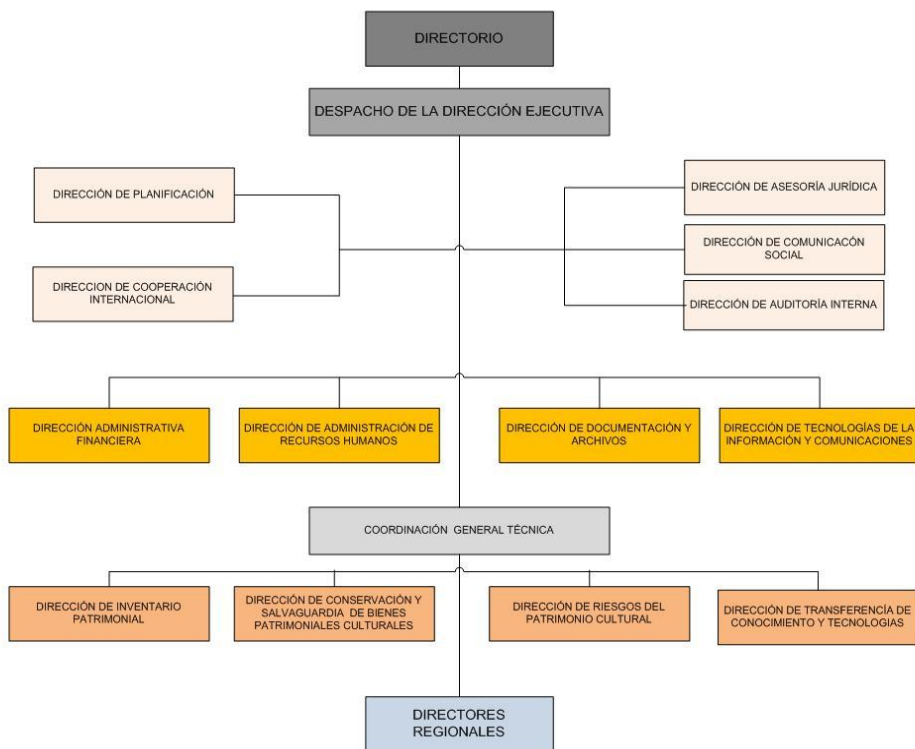 DIRECTORIO
DESPACHO DE LA DIRECCIÓN EJECUTIVA
DIRECCIÓN DE PLANIFICACIÓN
DIRECCION DE COOPERACIÓN
INTERNACIONAL
DIRECCIÓN DE ASESORÍA JURÍDICA
DIRECCIÓN DE COMUNICACÓN
SOCIAL
DIRECCIÓN DE AUDITORÍA INTERNA
DIRECCIÓN ADMINISTRATIVA
FINANCIERA
DIRECCIÓN DE ADMINISTRACIÓN DE
RECURSOS HUMANOS
DIRECCIÓN DE DOCUMENTACIÓN Y
ARCHIVOS
DIRECCIÓN DE TECNOLOGÍAS DE LA
INFORMACIÓN Y COMUNICACIONES
COORDINACIÓN GENERAL TÉCNICA
DIRECCIÓN DE INVENTARIO
PATRIMONIAL
DIRECCIÓN DE CONSERVACIÓN Y
SALVAGUARDIA DE BIENES
PATRIMONIALES CULTURALES
DIRECCIÓN DE RIESGOS DEL
PATRIMONIO CULTURAL
DIRECCIÓN DE TRANSFERENCÍA DE
CONOCIMIENTO Y TECNOLOGIAS
DIRECTORES
REGIONALES